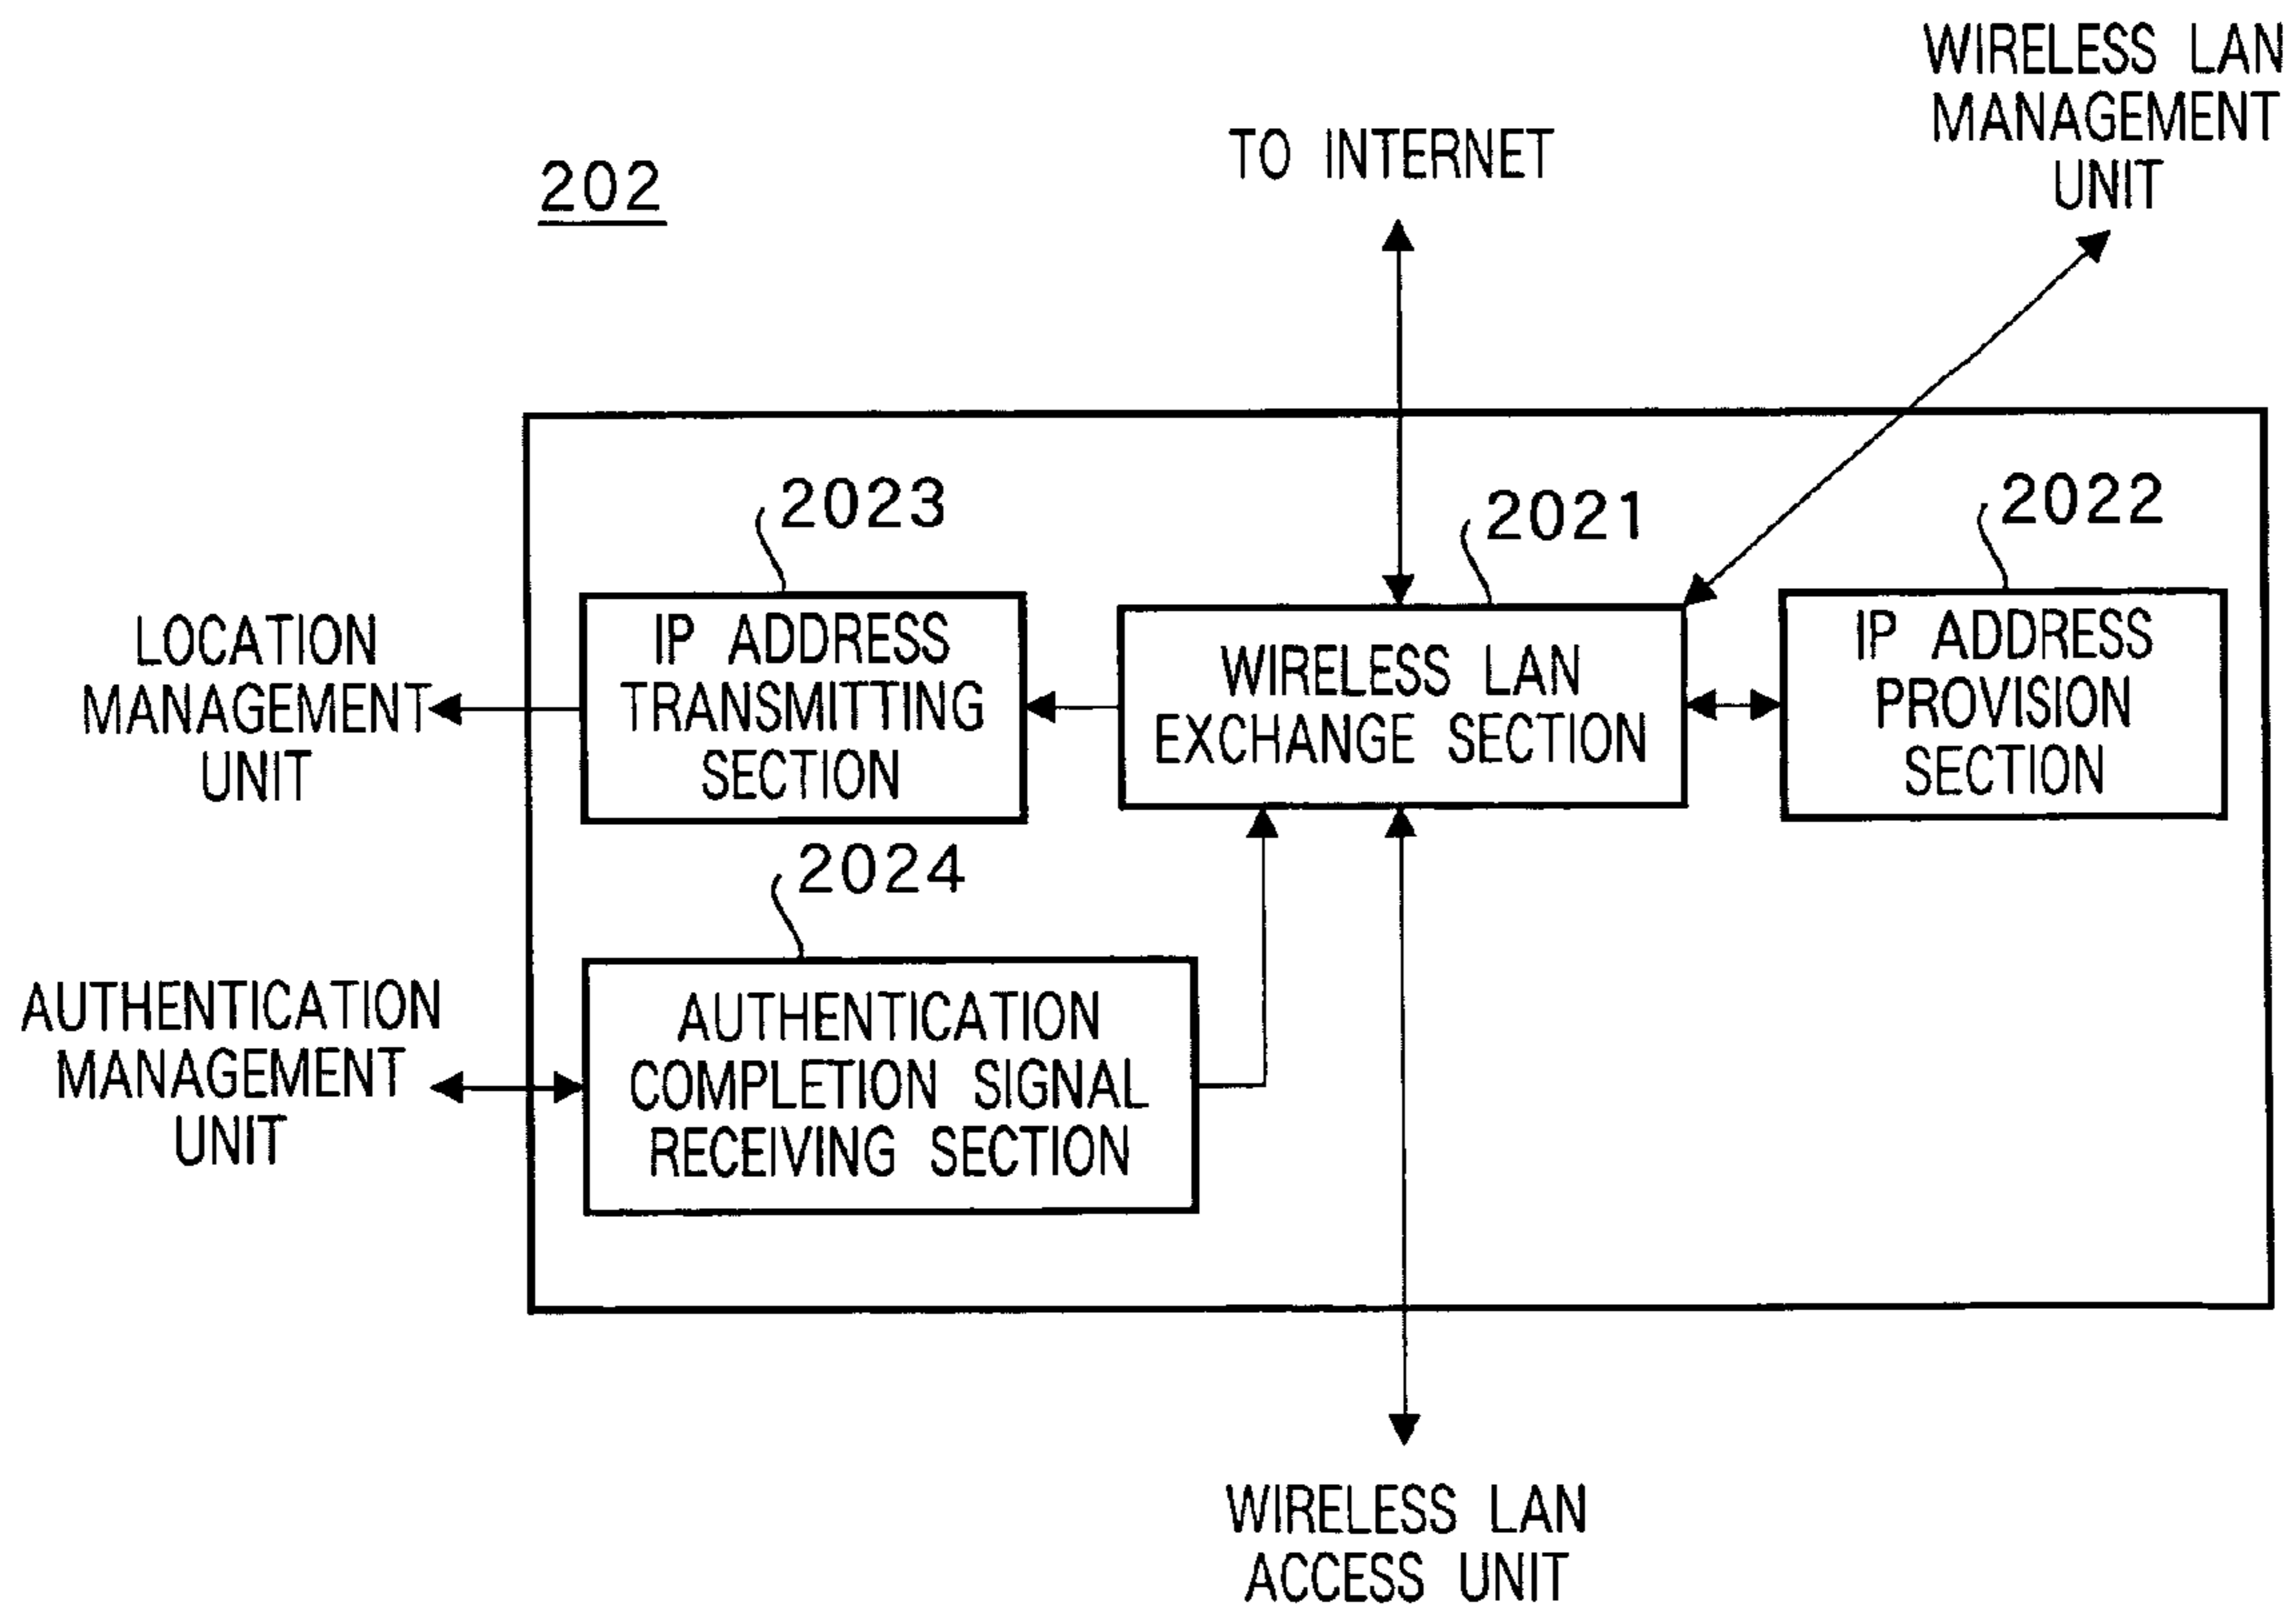 WIRELESS LAN
MANAGEMENT
UNIT
TO INTERNET
202
2023
2021
2022
LOCATION
MANAGEMENT
UNIT
IP ADDRESS
TRANSMITTING
SECTION
WIRELESS LAN
EXCHANGE SECTION
IP ADDRESS
PROVISION
SECTION
2024
AUTHENTICATION
MANAGEMENT
UNIT
AUTHENTICATION
COMPLETION SIGNAL
RECEIVING SECTION
WIRELESS LAN
ACCESS UNIT